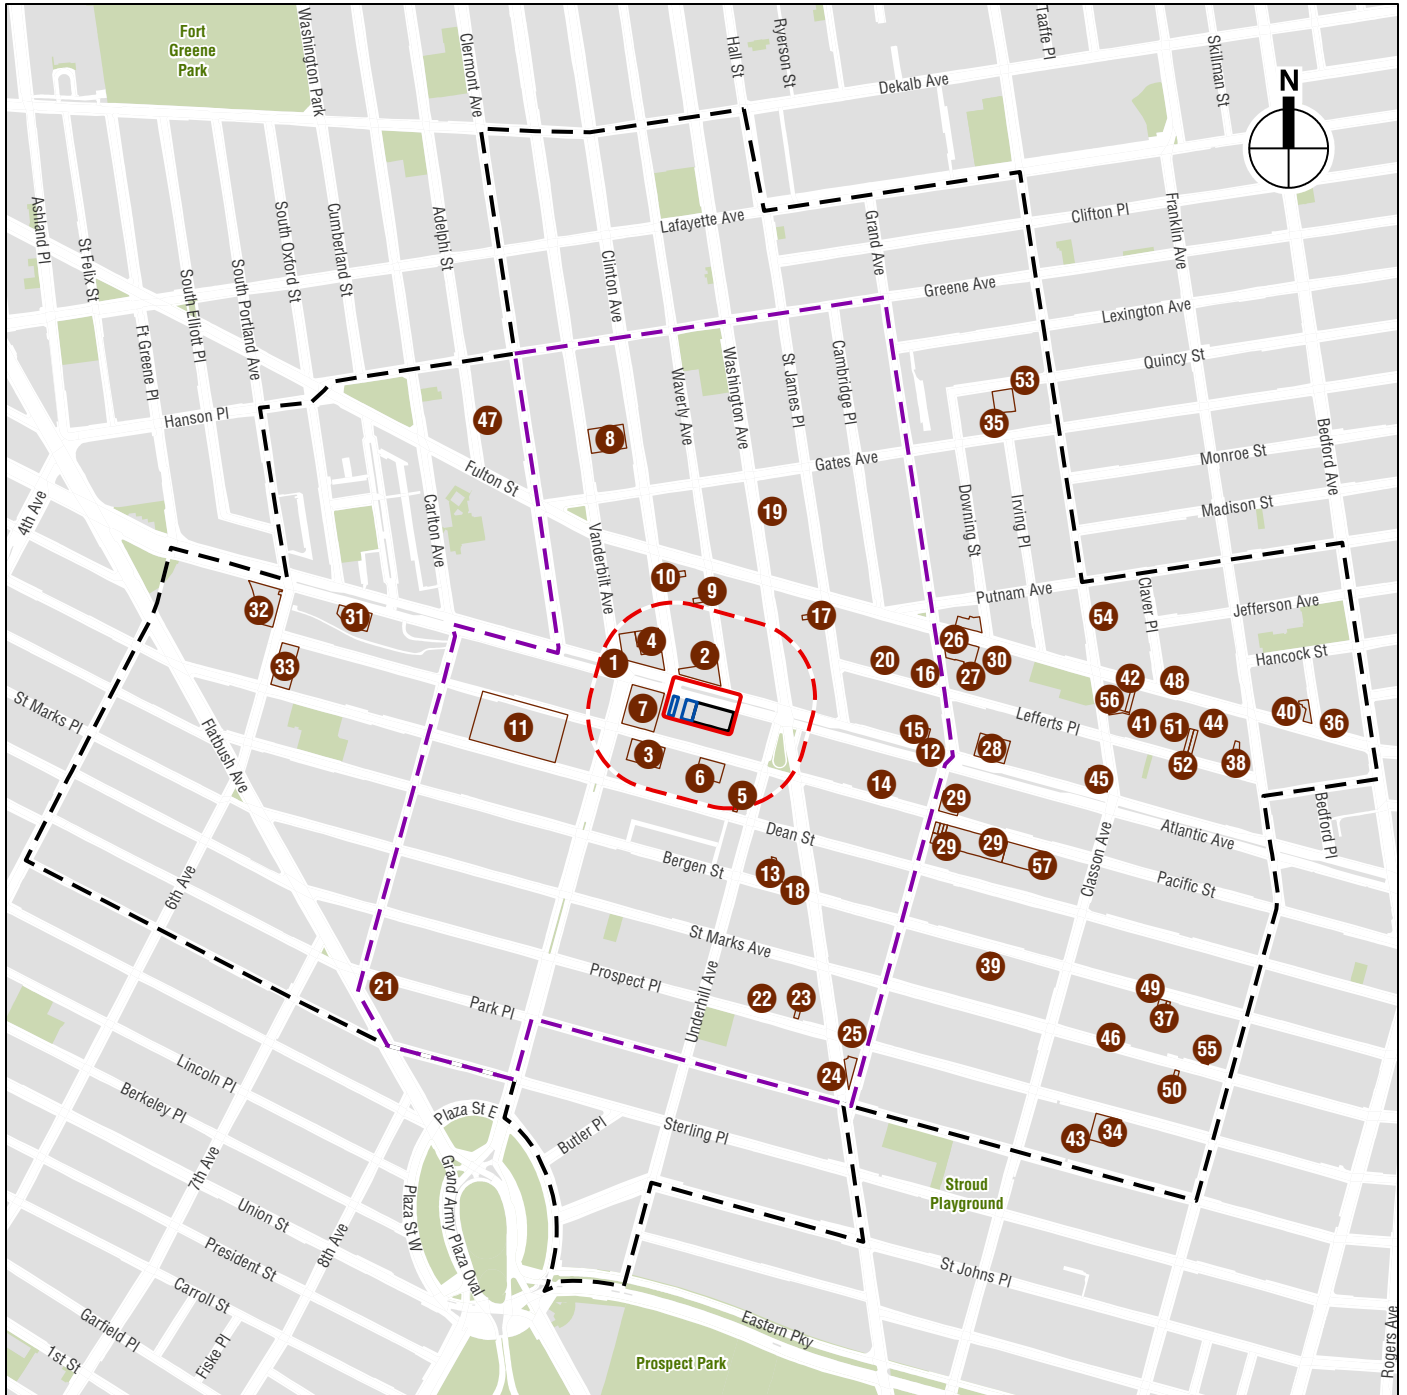 Fort
Greene
Park
Washington Park
Clermont Ave
Hall St
Ryerson St
Taaffe Pl
Skillman St
Dekalb Ave
N
Ashland Pl
St Felix St
South Elliott Pl
South Portland Ave
South Oxford St
Cumberland St
Adelphi St
Clinton Ave
Lafayette Ave
Grand Ave
Clifton Pl
Franklin Ave
Greene Ave
Lexington Ave
Quincy St
Ft Greene Pl
Hanson Pl
Waverly Ave
Washington Ave
St James Pl
Cambridge Pl
53
35
47
8
Fulton St
Gates Ave
Monroe St
Madison St
Bedford Ave
4th Ave
Carlton Ave
Vanderbilt Ave
19
Downing St
Irving Pl
Putnam Ave
Claver Pl
Jefferson Ave
Hancock St
10
9
17
54
32
31
33
1
4
2
7
3
6
5
11
20
16
26
30
27
42
48
56
41
51
44
52
38
40
36
Lefferts Pl
15
12
28
14
45
29
29
29
57
St Marks Pl
Flatbush Ave
Dean St
Bergen St
13
18
Classon Ave
Atlantic Ave
Pacific St
Bedford Pl
6th Ave
St Marks Ave
Prospect Pl
Underhill Ave
21
Park Pl
22
23
25
24
39
49
37
46
55
50
43
34
Lincoln Pl
Berkeley Pl
Plaza St E
Butler Pl
Sterling Pl
7th Ave
Union St
President St
Carroll St
8th Ave
Plaza St W
Grand Army Plaza Oval
Stroud
Playground
St Johns Pl
Garfield Pl
Fiske Pl
1st St
Eastern Pky
Prospect Park
Rogers Ave